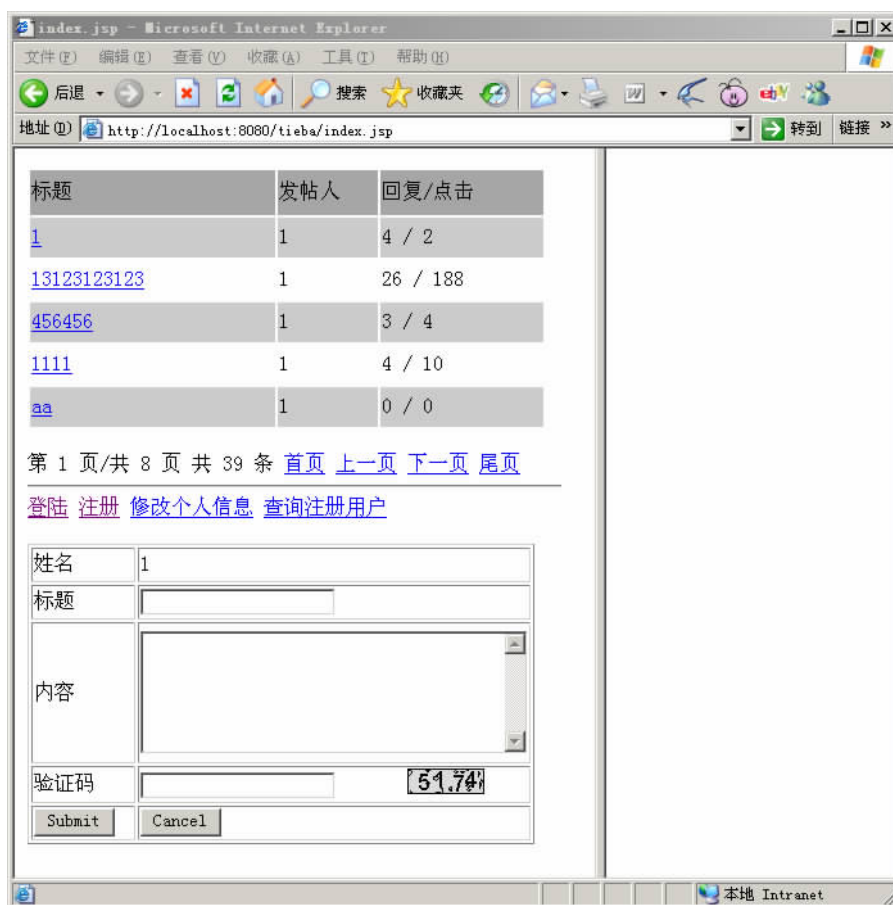 index.jsp - Microsoft Internet Explorer
文件(F) 编辑(E) 查看(V) 收藏(A) 工具(T) 帮助(H)
后退 搜索 收藏夹
地址(D) http://localhost:8080/tieba/index.jsp 转到 链接 »
标题 发帖人 回复/点击
1 1 4 / 2
13123123123 1 26 / 188
456456 1 3 / 4
1111 1 4 / 10
aa 1 0 / 0
第 1 页/共 8 页 共 39 条 首页 上一页 下一页 尾页
登陆 注册 修改个人信息 查询注册用户
姓名 1
标题
内容
验证码 5174
Submit Cancel
本地 Intranet